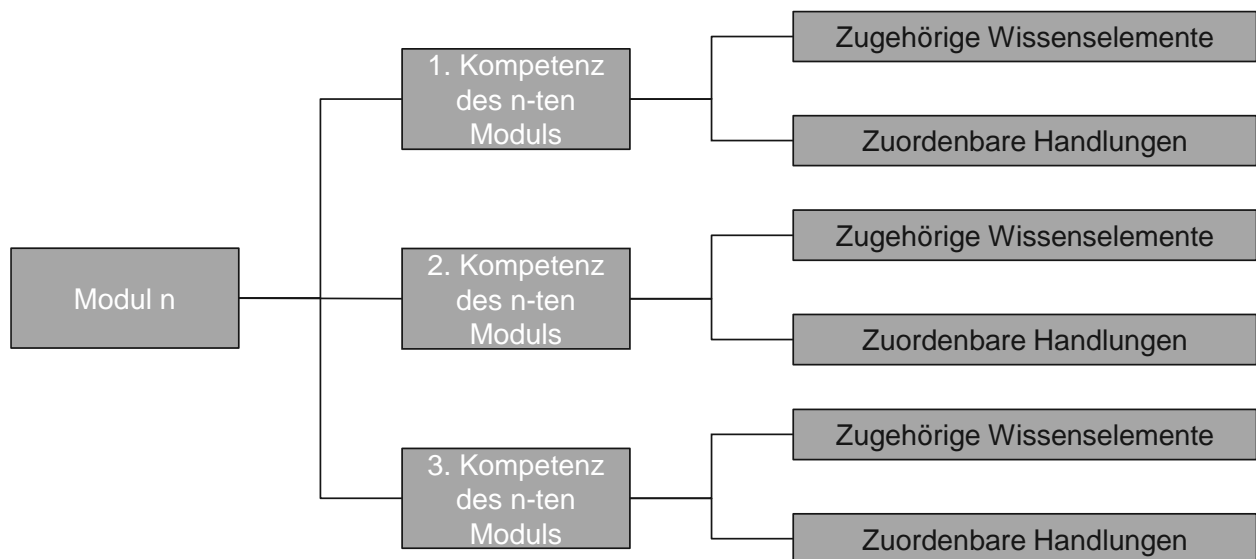 Zugehörige Wissenselemente
1. Kompetenz
des n-ten
Moduls
Zuordenbare Handlungen
Zugehörige Wissenselemente
Modul n
2. Kompetenz
des n-ten
Moduls
Zuordenbare Handlungen
Zugehörige Wissenselemente
3. Kompetenz
des n-ten
Moduls
Zuordenbare Handlungen